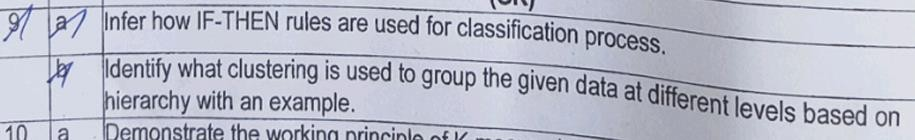 (OR)
9 a Infer how IF-THEN rules are used for classification process.
b Identify what clustering is used to group the given data at different levels based on
hierarchy with an example.
10 a Demonstrate the working principle of K